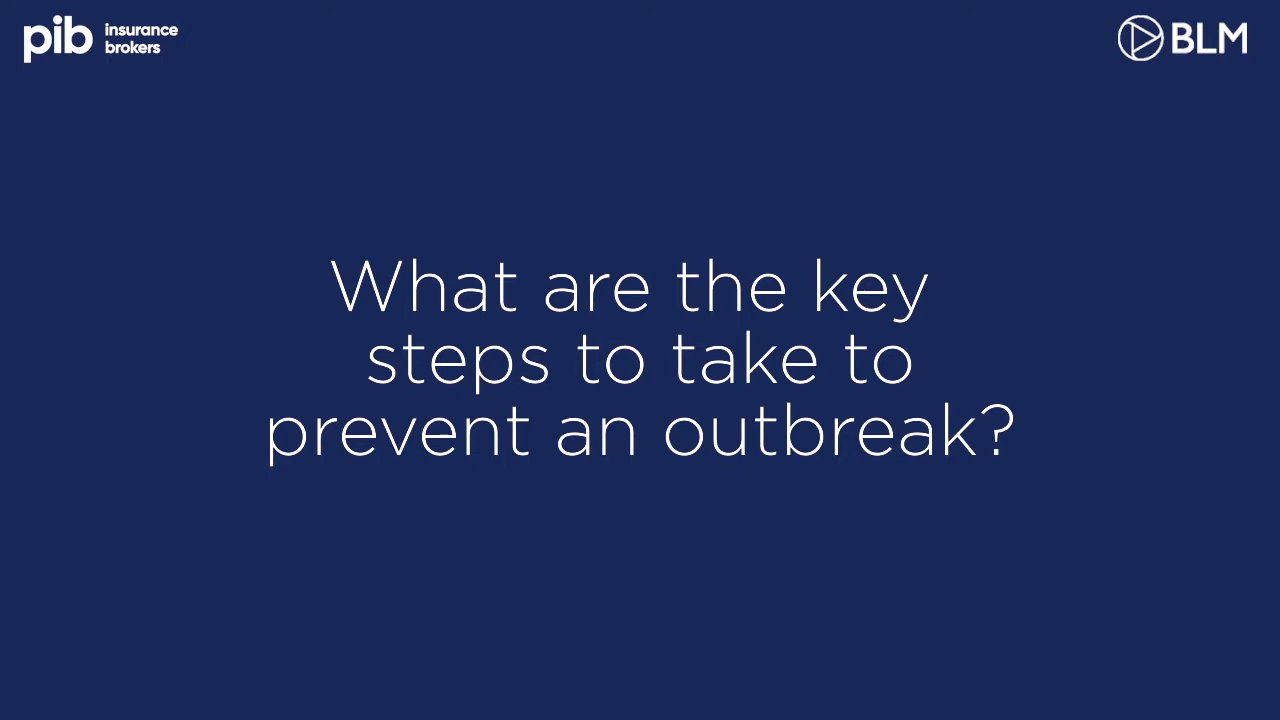 pib insurance
brokers
BLM
What are the key
steps to take to
prevent an outbreak?